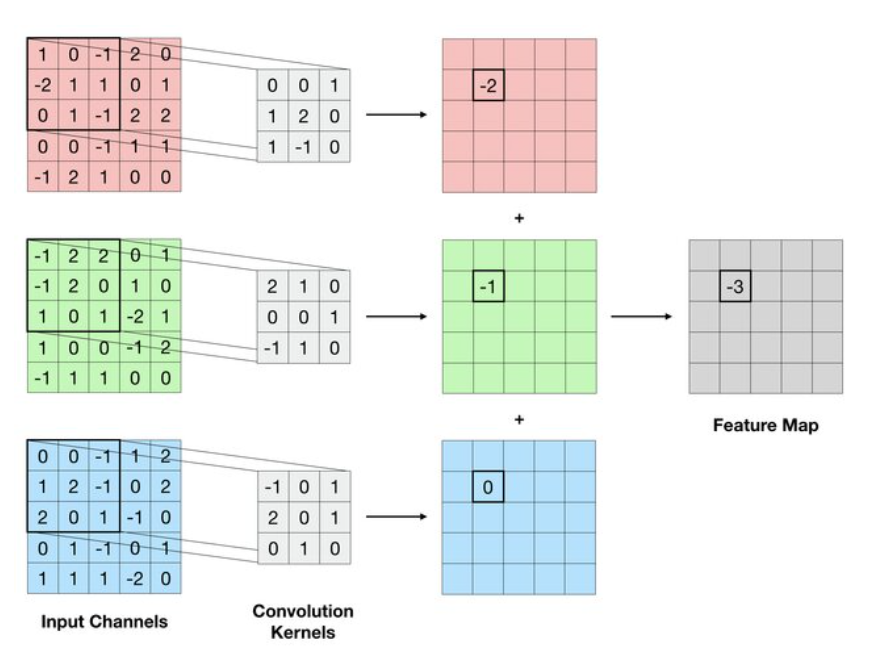 1 0 -1 2 0
-2 1 1 0 1
0 1 -1 2 2
0 0 -1 1 1
-1 2 1 0 0
0 0 1
1 2 0
1 -1 0
-2
+
-1 2 2 0 1
-1 2 0 1 0
1 0 1 -2 1
1 0 0 -1 2
-1 1 1 0 0
2 1 0
0 0 1
-1 1 0
-1
-3
Feature Map
+
0 0 -1 1 2
1 2 -1 0 2
2 0 1 -1 0
0 1 -1 0 1
1 1 1 -2 0
-1 0 1
2 0 1
0 1 0
0
Input Channels
Convolution
Kernels